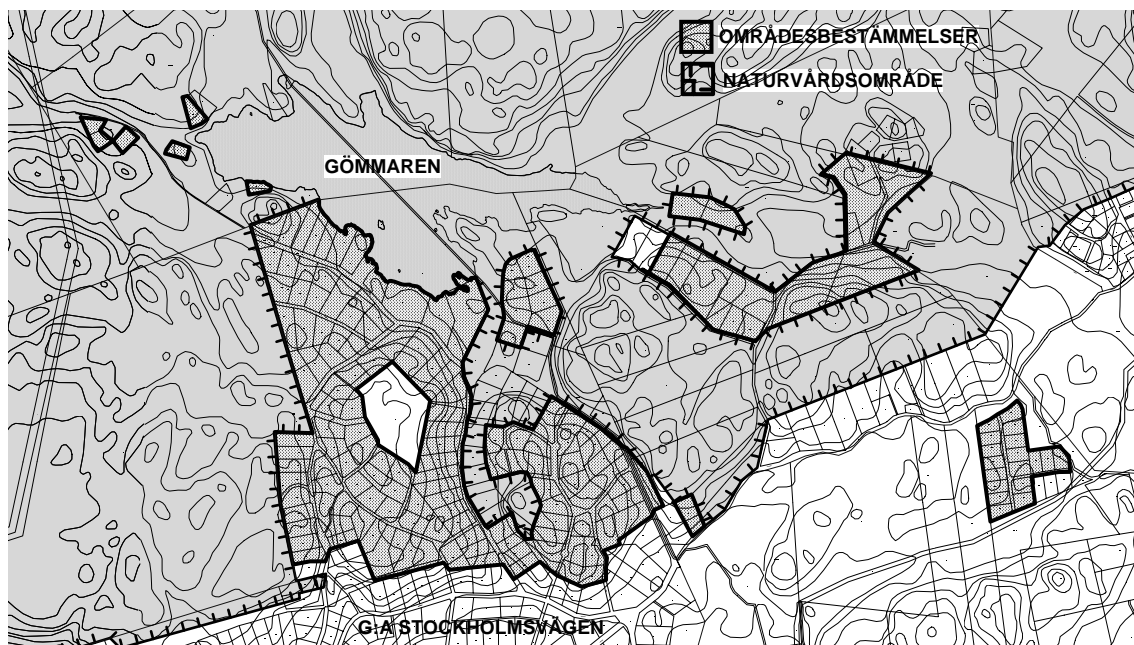 OMRÅDESBESTÄMMELSER
NATURVÅRDSOMRÅDE
GÖMMAREN
G:A STOCKHOLMSVÄGEN